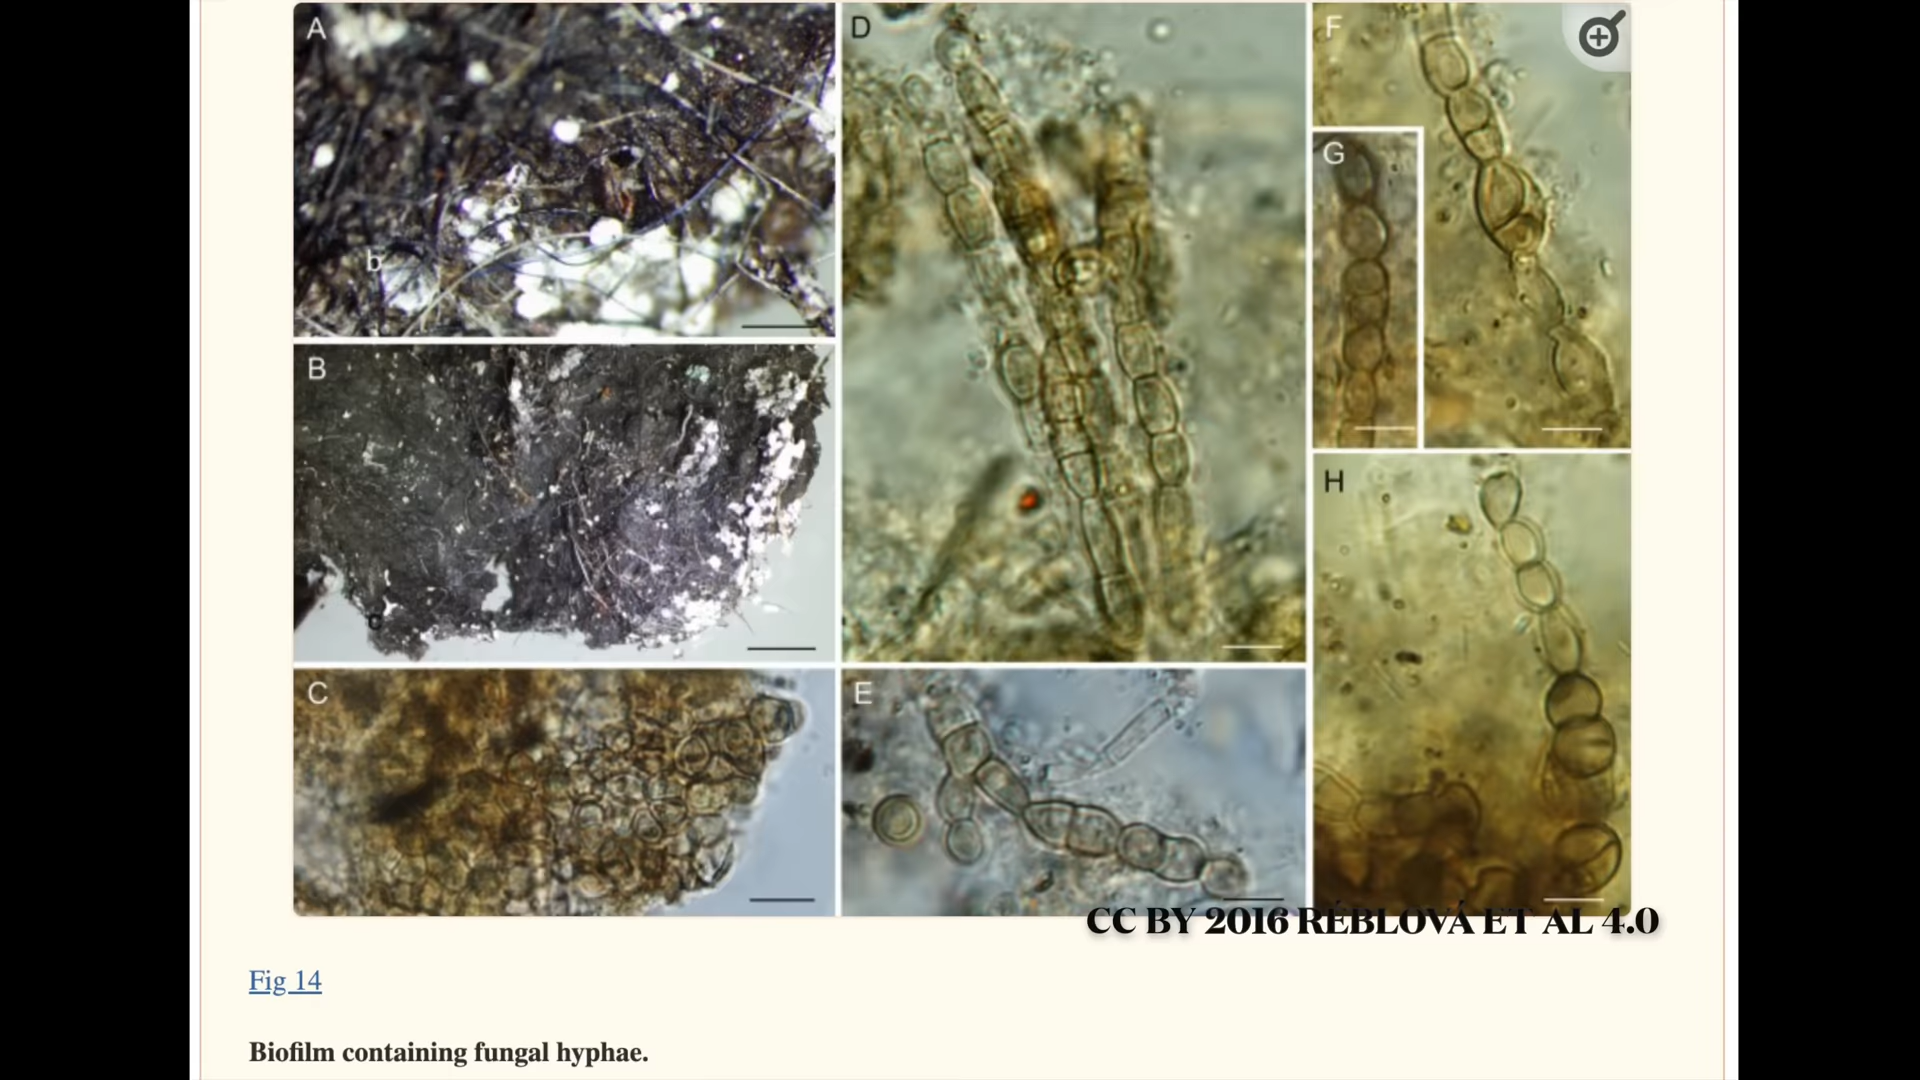 A
D
F
G
b
B
H
c
C
E
CC BY 2016 RÉBLOVÁ ET AL 4.0
Fig 14
Biofilm containing fungal hyphae.